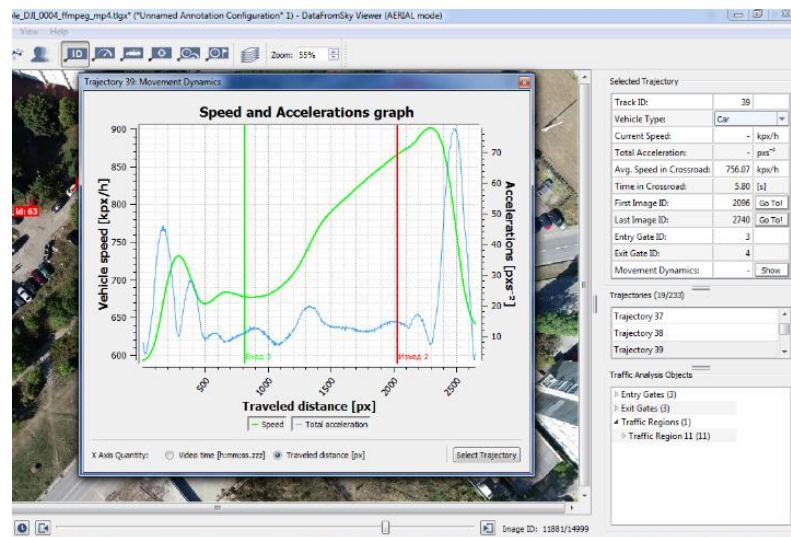 le_DJI_0004_ffmpeg_mp4.tlgx* ("Unnamed Annotation Configuration" 1) - DataFromSky Viewer (AERIAL mode)
View Help
ID
Zoom: 55%
id: 63
Trajectory 39: Movement Dynamics
Speed and Accelerations graph
Vehicle speed [kpx/h]
900
850
800
750
700
650
600
Accelerations [pxs⁻²]
70
60
50
40
30
20
10
Вход 3
Изход 2
500 1000 1500 2000 2500
Traveled distance [px]
Speed Total acceleration
X Axis Quantity: Video time [h:mm:ss.zzz] Traveled distance [px] Select Trajectory
Selected Trajectory
Track ID: 39
Vehicle Type: Car
Current Speed: - kpx/h
Total Acceleration: - pxs⁻²
Avg. Speed in Crossroad: 756.07 kpx/h
Time in Crossroad: 5.80 [s]
First Image ID: 2096 Go To!
Last Image ID: 2740 Go To!
Entry Gate ID: 3
Exit Gate ID: 4
Movement Dynamics: - Show
Trajectories (19/233)
Trajectory 37
Trajectory 38
Trajectory 39
Traffic Analysis Objects
Entry Gates (3)
Exit Gates (3)
Traffic Regions (1)
Traffic Region 11 (11)
Image ID: 11881/14999